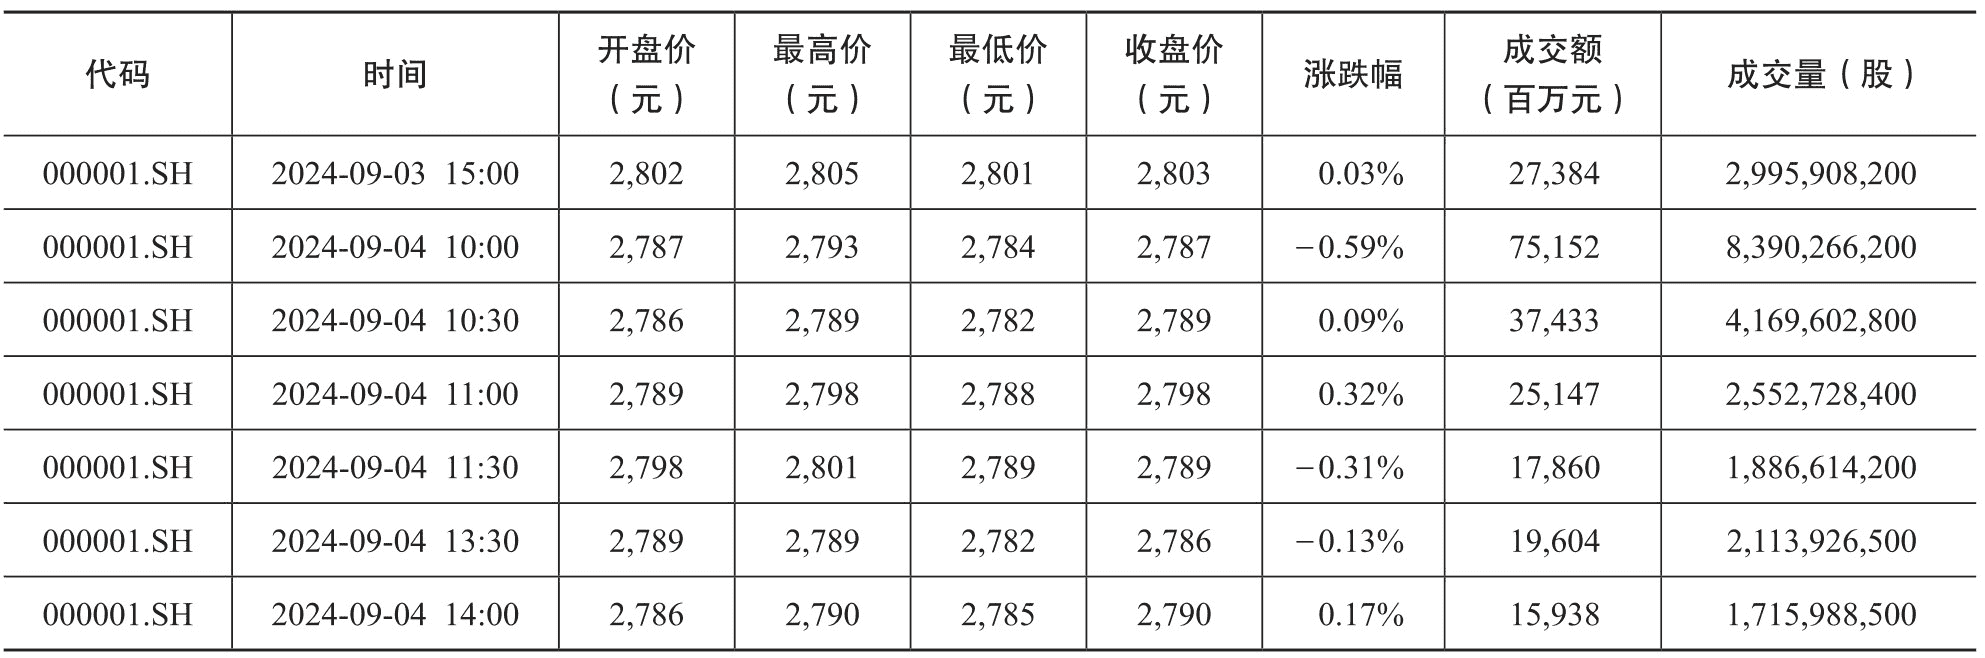 代码 时间 开盘价（元） 最高价（元） 最低价（元） 收盘价（元） 涨跌幅 成交额（百万元） 成交量（股）
000001.SH 2024-09-03 15:00 2,802 2,805 2,801 2,803 0.03% 27,384 2,995,908,200
000001.SH 2024-09-04 10:00 2,787 2,793 2,784 2,787 −0.59% 75,152 8,390,266,200
000001.SH 2024-09-04 10:30 2,786 2,789 2,782 2,789 0.09% 37,433 4,169,602,800
000001.SH 2024-09-04 11:00 2,789 2,798 2,788 2,798 0.32% 25,147 2,552,728,400
000001.SH 2024-09-04 11:30 2,798 2,801 2,789 2,789 −0.31% 17,860 1,886,614,200
000001.SH 2024-09-04 13:30 2,789 2,789 2,782 2,786 −0.13% 19,604 2,113,926,500
000001.SH 2024-09-04 14:00 2,786 2,790 2,785 2,790 0.17% 15,938 1,715,988,500